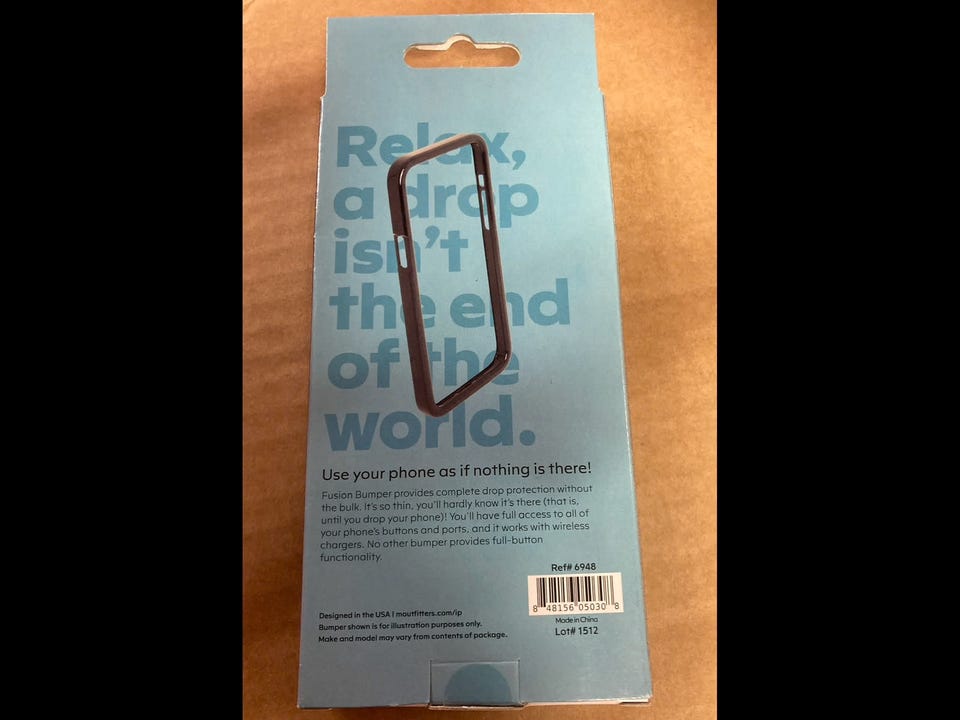 Relax,
a drop
isn't
the end
of the
world.
Use your phone as if nothing is there!
Fusion Bumper provides complete drop protection without
the bulk. It's so thin, you'll hardly know it's there (that is,
until you drop your phone)! You'll have full access to all of
your phone's buttons and ports, and it works with wireless
chargers. No other bumper provides full-button
functionality.
Ref# 6948
8 48156 05030 8
Made in China
Lot# 1512
Designed in the USA | moutfitters.com/ip
Bumper shown is for illustration purposes only.
Make and model may vary from contents of package.